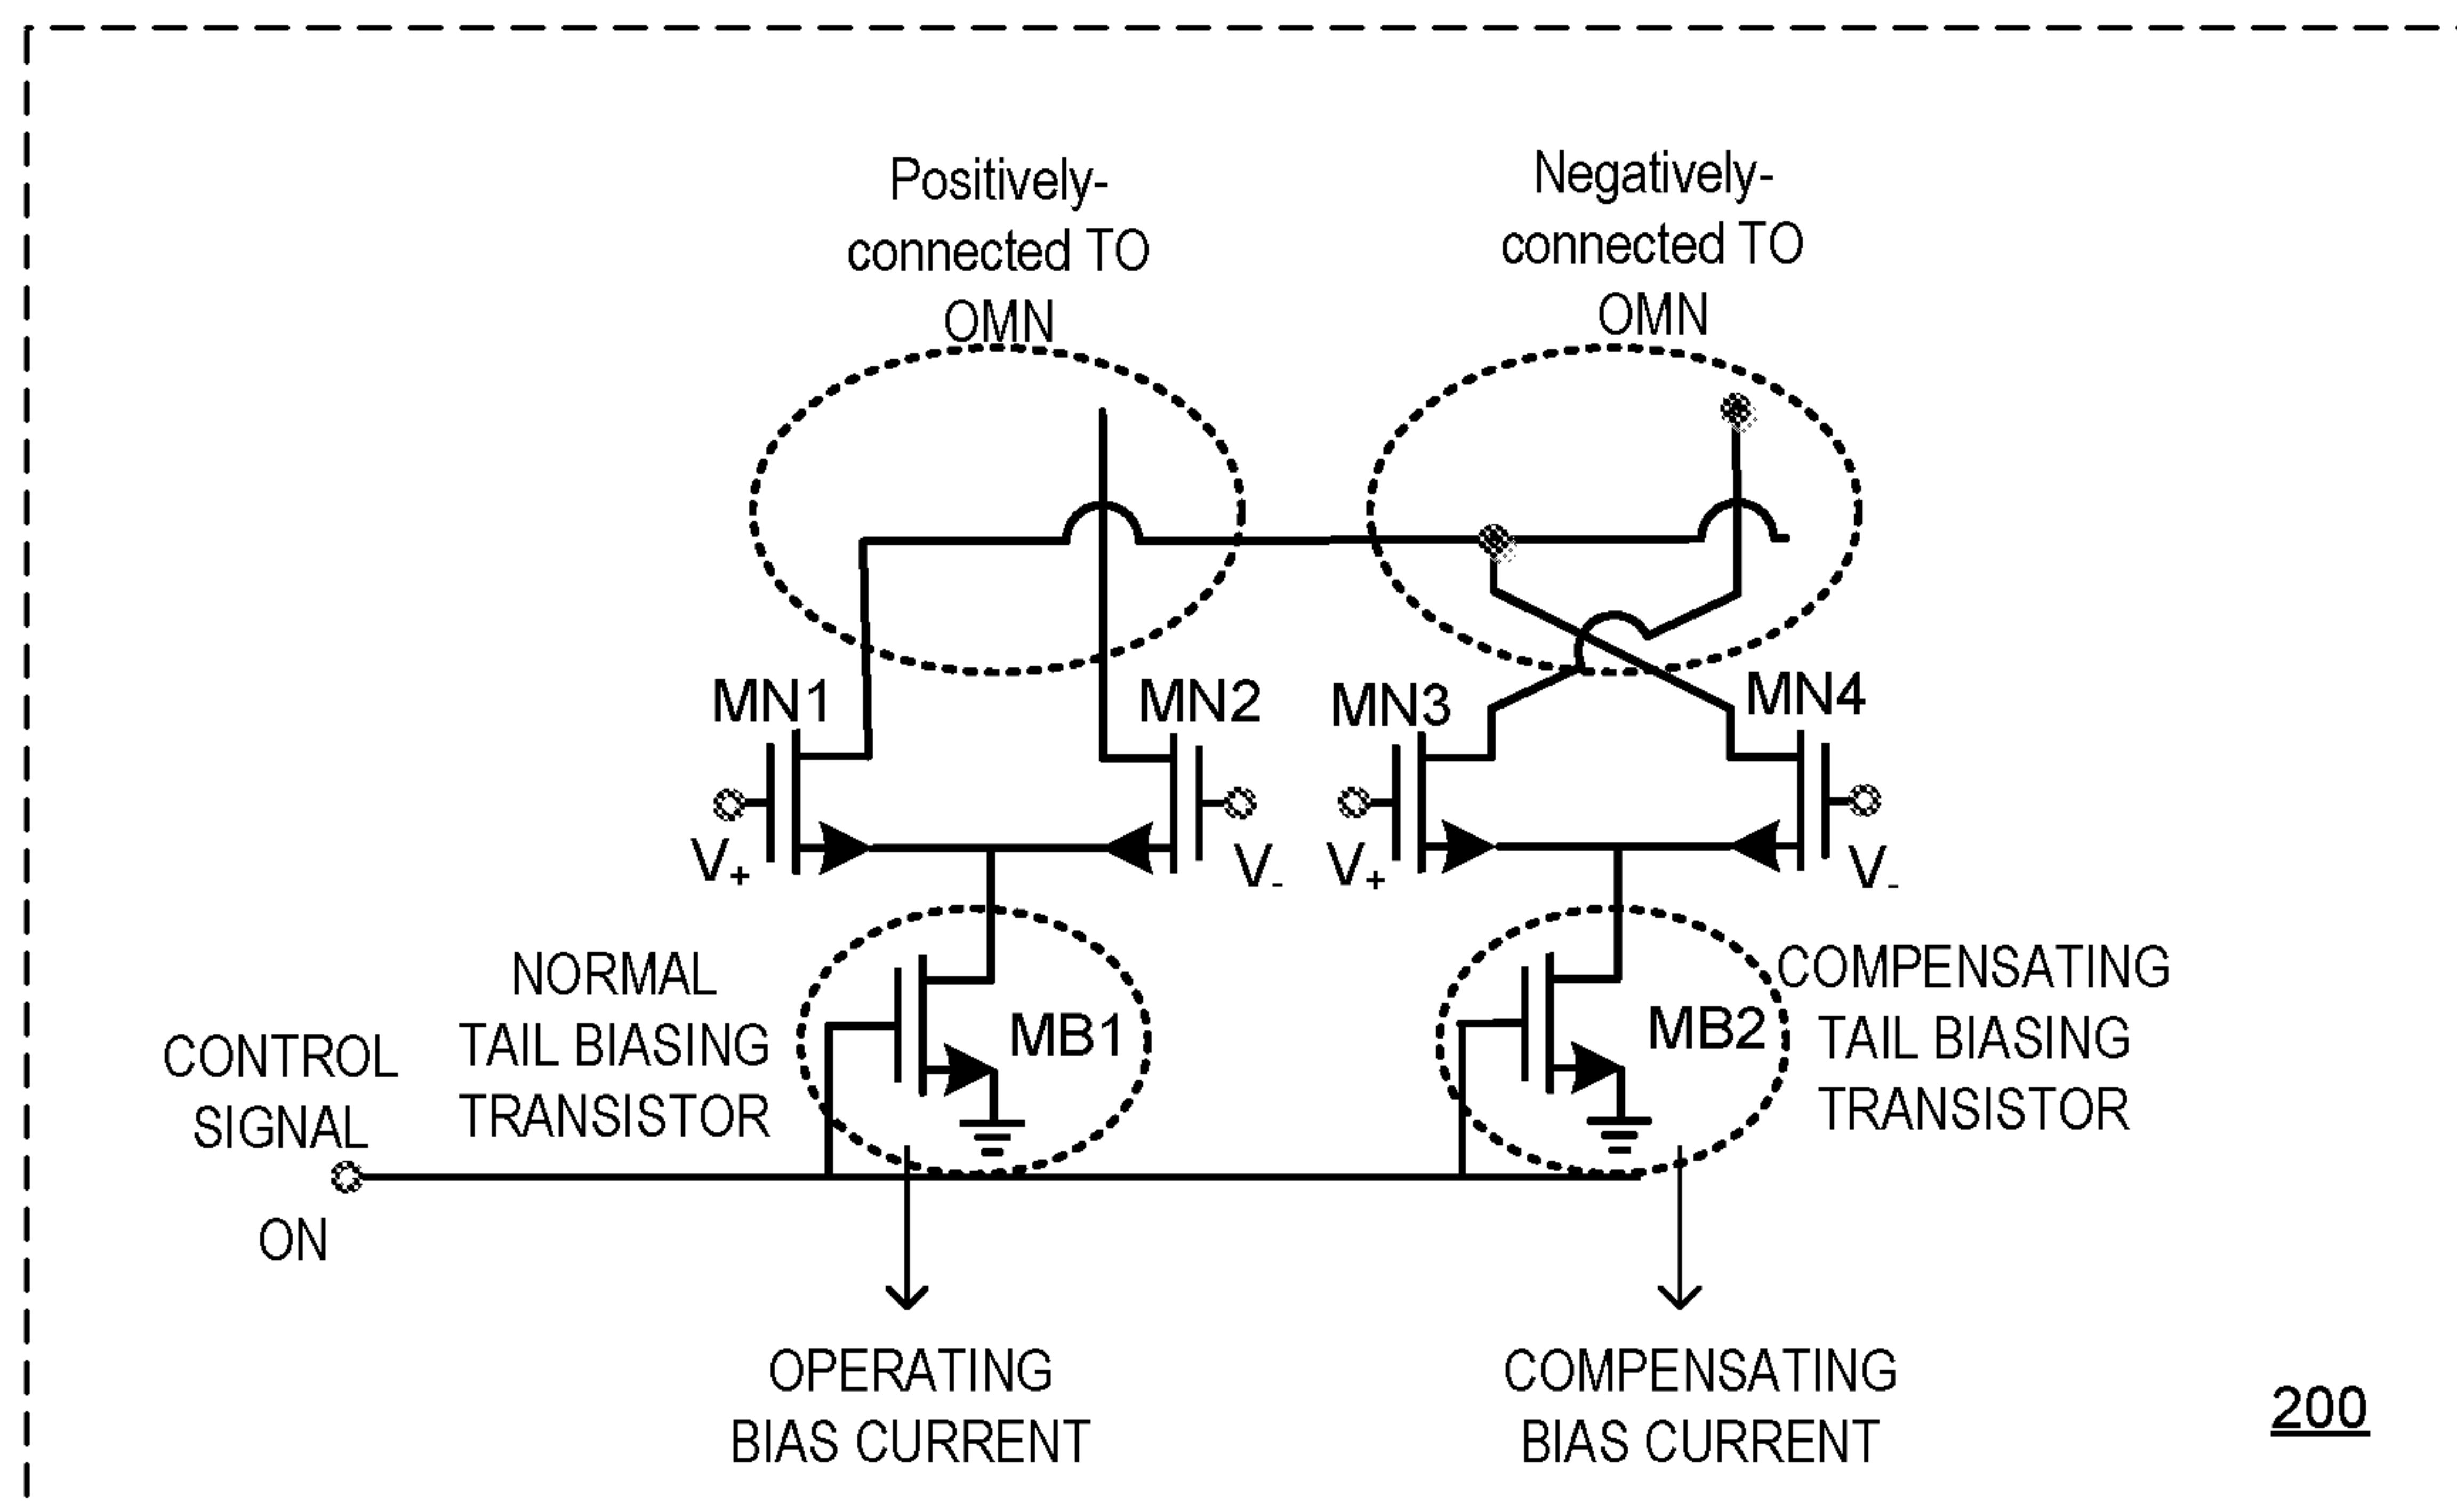 Positively-
connected TO
OMN
Negatively-
connected TO
OMN
MN1
MN2
MN3
MN4
V+
V-
V+
V-
NORMAL
TAIL BIASING
TRANSISTOR
MB1
MB2
COMPENSATING
TAIL BIASING
TRANSISTOR
CONTROL
SIGNAL
ON
OPERATING
BIAS CURRENT
COMPENSATING
BIAS CURRENT
200